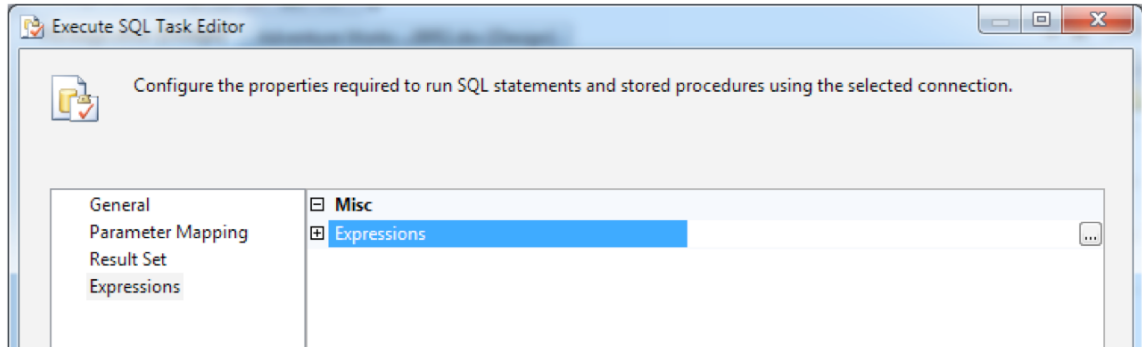 Execute SQL Task Editor
Configure the properties required to run SQL statements and stored procedures using the selected connection.
General
Parameter Mapping
Result Set
Expressions
Misc
Expressions
...